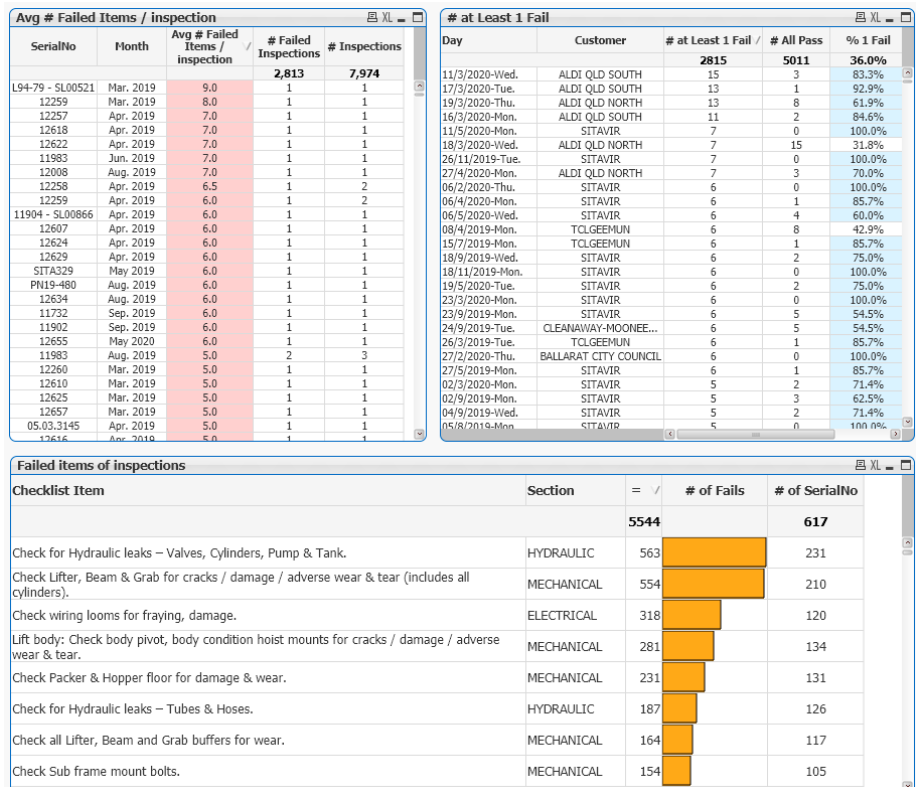 Avg # Failed Items / inspection XL
SerialNo Month Avg # Failed Items / inspection # Failed Inspections # Inspections
2,813 7,974
L94-79 - SL00521 Mar. 2019 9.0 1 1
12259 Mar. 2019 8.0 1 1
12257 Apr. 2019 7.0 1 1
12618 Apr. 2019 7.0 1 1
12622 Apr. 2019 7.0 1 1
11983 Jun. 2019 7.0 1 1
12008 Aug. 2019 7.0 1 1
12258 Apr. 2019 6.5 1 2
12259 Apr. 2019 6.0 1 2
11904 - SL00866 Apr. 2019 6.0 1 1
12607 Apr. 2019 6.0 1 1
12624 Apr. 2019 6.0 1 1
12629 Apr. 2019 6.0 1 1
SITA329 May 2019 6.0 1 1
PN19-480 Aug. 2019 6.0 1 1
12634 Aug. 2019 6.0 1 1
11732 Sep. 2019 6.0 1 1
11902 Sep. 2019 6.0 1 1
12655 May 2020 6.0 1 1
11983 Aug. 2019 5.0 2 3
12260 Mar. 2019 5.0 1 1
12610 Mar. 2019 5.0 1 1
12625 Mar. 2019 5.0 1 1
12657 Mar. 2019 5.0 1 1
05.03.3145 Apr. 2019 5.0 1 1
12616 Apr. 2019 5.0 1 1
# at Least 1 Fail XL
Day Customer # at Least 1 Fail # All Pass % 1 Fail
2815 5011 36.0%
11/3/2020-Wed. ALDI QLD SOUTH 15 3 83.3%
17/3/2020-Tue. ALDI QLD SOUTH 13 1 92.9%
19/3/2020-Thu. ALDI QLD NORTH 13 8 61.9%
16/3/2020-Mon. ALDI QLD SOUTH 11 2 84.6%
11/5/2020-Mon. SITAVIR 7 0 100.0%
18/3/2020-Wed. ALDI QLD NORTH 7 15 31.8%
26/11/2019-Tue. SITAVIR 7 0 100.0%
27/4/2020-Mon. ALDI QLD NORTH 7 3 70.0%
06/2/2020-Thu. SITAVIR 6 0 100.0%
06/4/2020-Mon. SITAVIR 6 1 85.7%
06/5/2020-Wed. SITAVIR 6 4 60.0%
08/4/2019-Mon. TCLGEEMUN 6 8 42.9%
15/7/2019-Mon. TCLGEEMUN 6 1 85.7%
18/9/2019-Wed. SITAVIR 6 2 75.0%
18/11/2019-Mon. SITAVIR 6 0 100.0%
19/5/2020-Tue. SITAVIR 6 2 75.0%
23/3/2020-Mon. SITAVIR 6 0 100.0%
23/9/2019-Mon. SITAVIR 6 5 54.5%
24/9/2019-Tue. CLEANAWAY-MOONEE... 6 5 54.5%
26/3/2019-Tue. TCLGEEMUN 6 1 85.7%
27/2/2020-Thu. BALLARAT CITY COUNCIL 6 0 100.0%
27/5/2019-Mon. SITAVIR 6 1 85.7%
02/3/2020-Mon. SITAVIR 5 2 71.4%
02/9/2019-Mon. SITAVIR 5 3 62.5%
04/9/2019-Wed. SITAVIR 5 2 71.4%
05/8/2019-Mon. SITAVIR 5 0 100.0%
Failed items of inspections XL
Checklist Item Section = # of Fails # of SerialNo
5544 617
Check for Hydraulic leaks – Valves, Cylinders, Pump & Tank. HYDRAULIC 563 231
Check Lifter, Beam & Grab for cracks / damage / adverse wear & tear (includes all
cylinders). MECHANICAL 554 210
Check wiring looms for fraying, damage. ELECTRICAL 318 120
Lift body: Check body pivot, body condition hoist mounts for cracks / damage / adverse
wear & tear. MECHANICAL 281 134
Check Packer & Hopper floor for damage & wear. MECHANICAL 231 131
Check for Hydraulic leaks – Tubes & Hoses. HYDRAULIC 187 126
Check all Lifter, Beam and Grab buffers for wear. MECHANICAL 164 117
Check Sub frame mount bolts. MECHANICAL 154 105